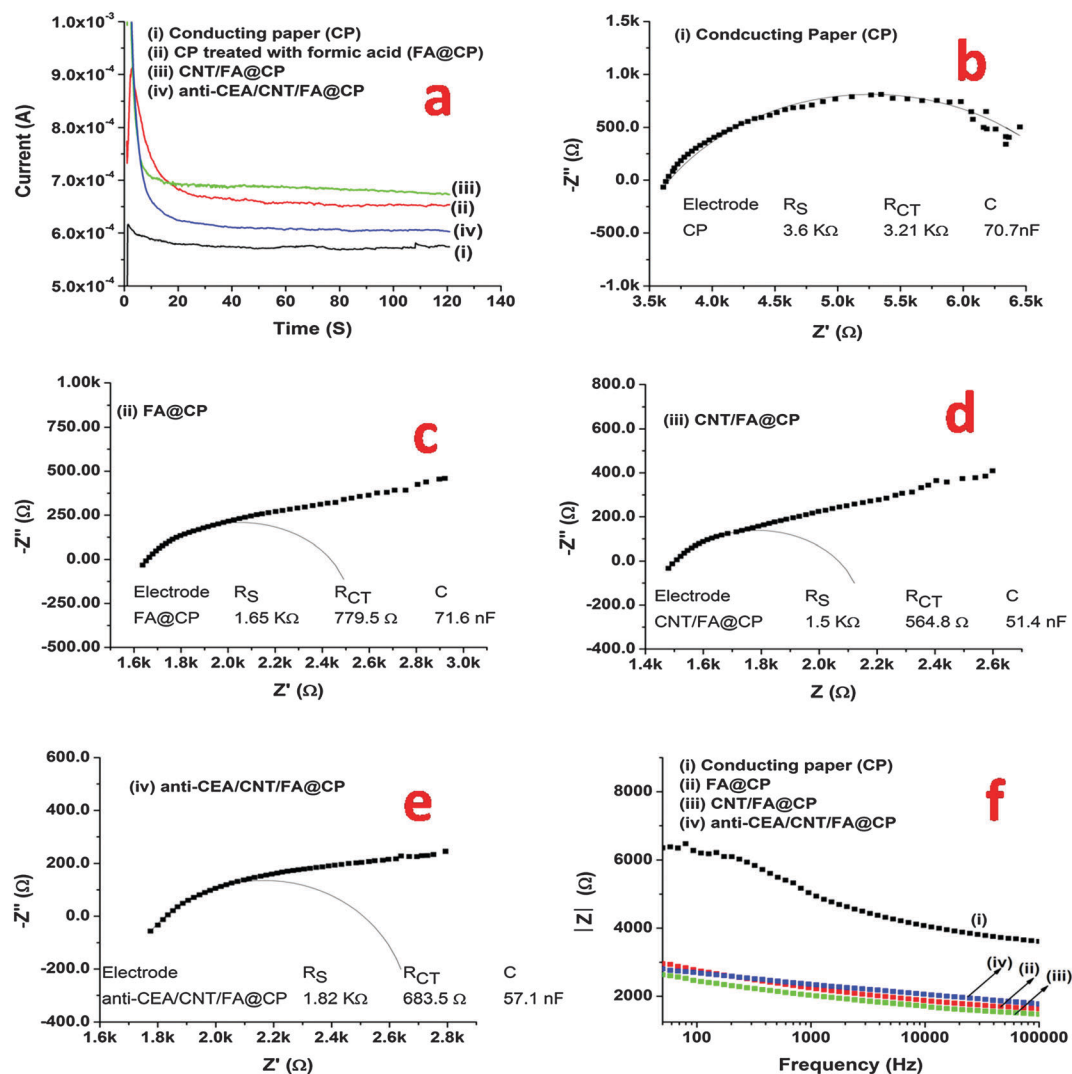 (i) Conducting paper (CP)
(ii) CP treated with formic acid (FA@CP)
(iii) CNT/FA@CP
(iv) anti-CEA/CNT/FA@CP
a
1.0x10⁻³
9.0x10⁻⁴
8.0x10⁻⁴
7.0x10⁻⁴
6.0x10⁻⁴
5.0x10⁻⁴
Current (A)
(iii)
(ii)
(iv)
(i)
0 20 40 60 80 100 120 140
Time (S)
(i) Condcucting Paper (CP)
b
1.5k
1.0k
500.0
0.0
-500.0
-1.0k
-Z" (Ω)
Electrode R_S R_CT C
CP 3.6 KΩ 3.21 KΩ 70.7nF
3.5k 4.0k 4.5k 5.0k 5.5k 6.0k 6.5k
Z' (Ω)
(ii) FA@CP
c
1.00k
750.00
500.00
250.00
0.00
-250.00
-500.00
-Z" (Ω)
Electrode R_S R_CT C
FA@CP 1.65 KΩ 779.5 Ω 71.6 nF
1.6k 1.8k 2.0k 2.2k 2.4k 2.6k 2.8k 3.0k
Z' (Ω)
(iii) CNT/FA@CP
d
800.0
600.0
400.0
200.0
0.0
-200.0
-400.0
-Z" (Ω)
Electrode R_S R_CT C
CNT/FA@CP 1.5 KΩ 564.8 Ω 51.4 nF
1.4k 1.6k 1.8k 2.0k 2.2k 2.4k 2.6k
Z (Ω)
(iv) anti-CEA/CNT/FA@CP
e
600.0
400.0
200.0
0.0
-200.0
-400.0
-Z" (Ω)
Electrode R_S R_CT C
anti-CEA/CNT/FA@CP 1.82 KΩ 683.5 Ω 57.1 nF
1.6k 1.8k 2.0k 2.2k 2.4k 2.6k 2.8k
Z' (Ω)
(i) Conducting paper (CP)
(ii) FA@CP
(iii) CNT/FA@CP
(iv) anti-CEA/CNT/FA@CP
f
8000
6000
4000
2000
|Z| (Ω)
(i)
(iv) (ii) (iii)
100 1000 10000 100000
Frequency (Hz)